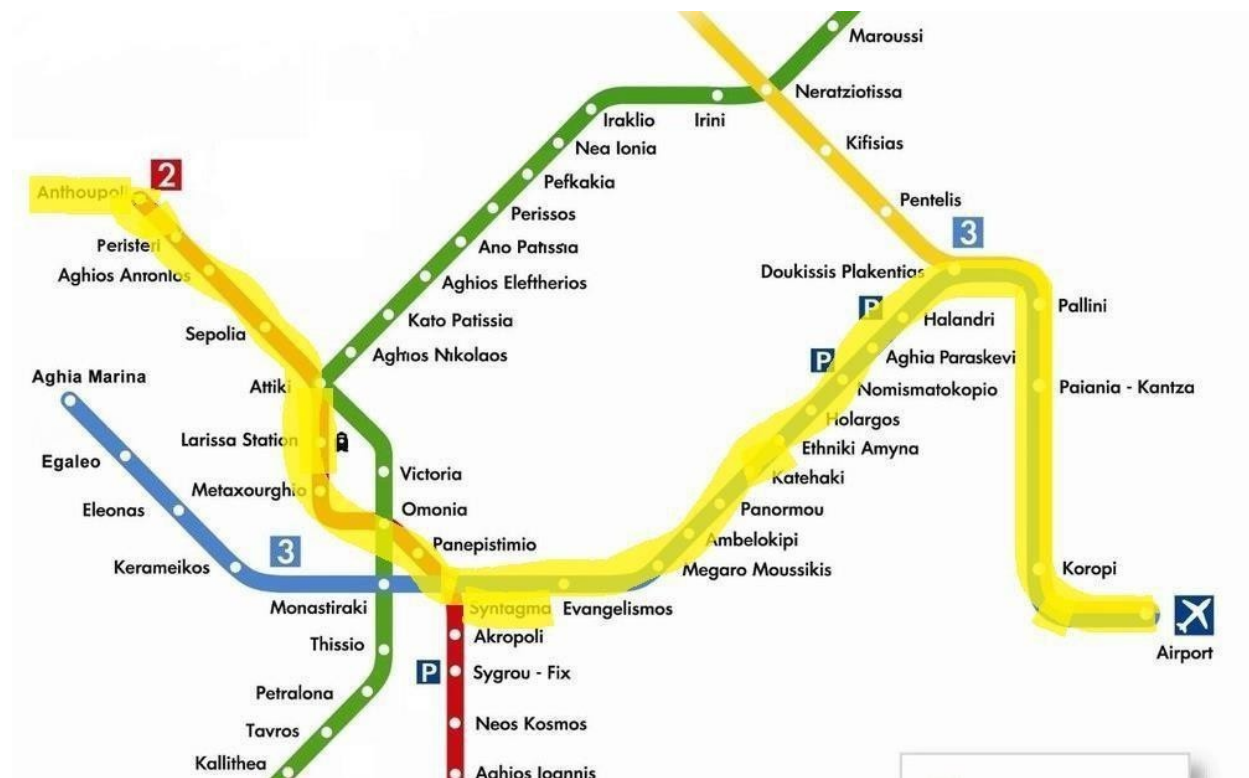 Maroussi
Neratziotissa
Iraklio
Irini
Kifisias
Nea Ionia
2
Pefkakia
Anthoupoli
Pentelis
Perissos
3
Peristeri
Ano Patissia
Aghios Antonios
Doukissis Plakentias
Aghios Eleftherios
P
Pallini
Halandri
Kato Patissia
Sepolia
Aghios Nikolaos
P
Aghia Paraskevi
Aghia Marina
Attiki
Nomismatokopio
Paiania - Kantza
Holargos
Larissa Station
Ethniki Amyna
Egaleo
Victoria
Katehaki
Metaxourghio
Eleonas
Omonia
Panormou
Panepistimio
Ambelokipi
3
Kerameikos
Megaro Moussikis
Koropi
Monastiraki
Syntagma
Evangelismos
Akropoli
Thissio
Airport
P
Sygrou - Fix
Petralona
Neos Kosmos
Tavros
Kallithea
Aghios Ioannis